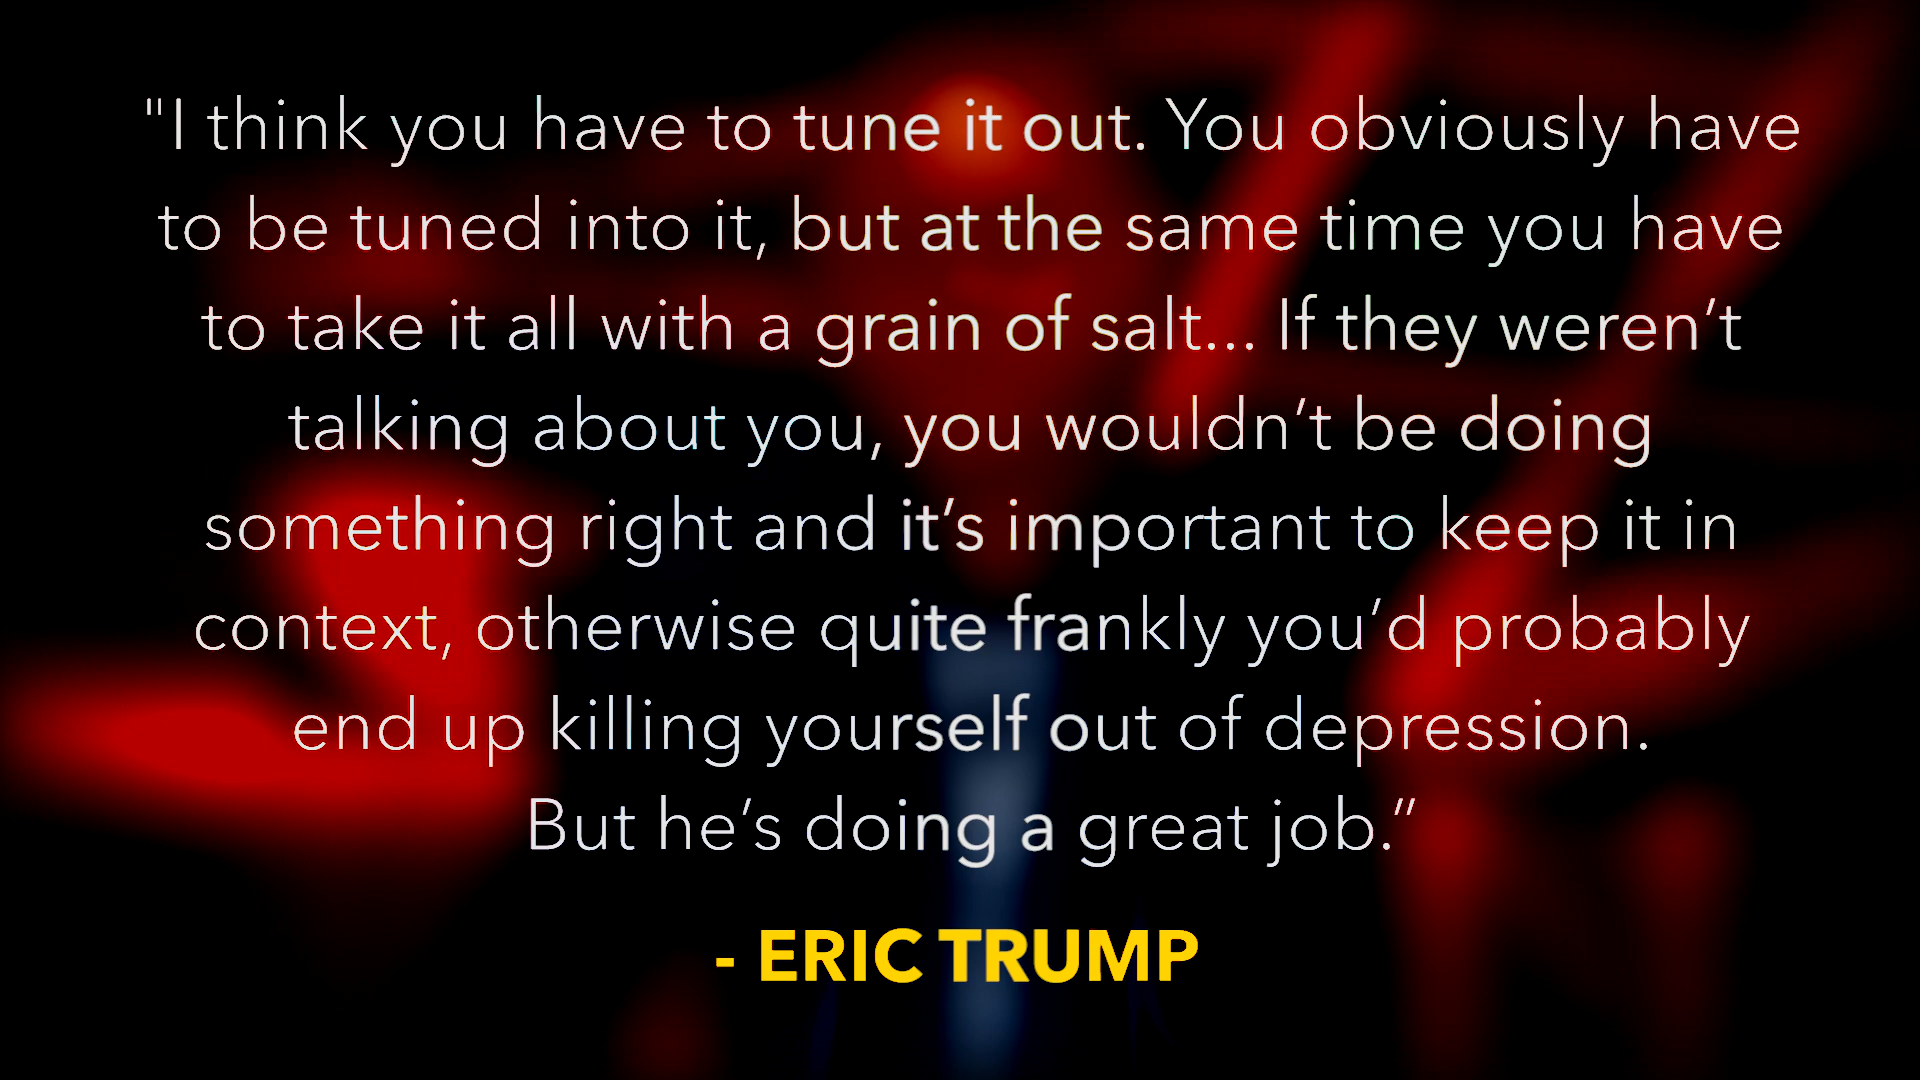 "I think you have to tune it out. You obviously have
to be tuned into it, but at the same time you have
to take it all with a grain of salt... If they weren’t
talking about you, you wouldn’t be doing
something right and it’s important to keep it in
context, otherwise quite frankly you’d probably
end up killing yourself out of depression.
But he’s doing a great job.”
- ERIC TRUMP